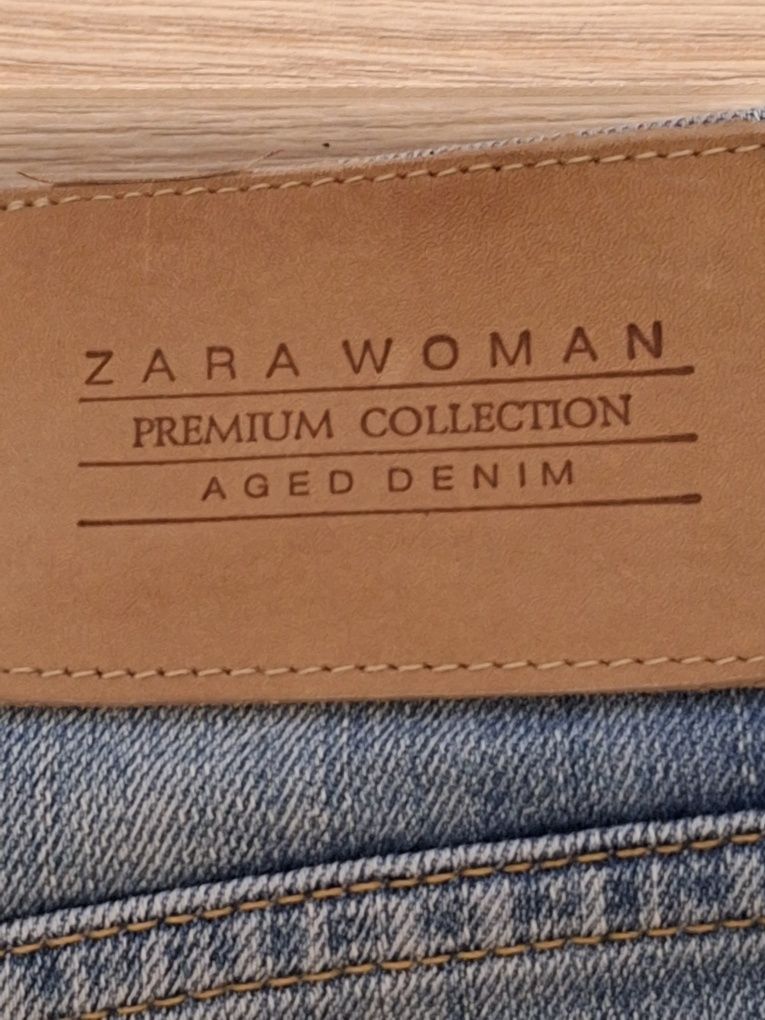 ZARA WOMAN
PREMIUM COLLECTION
AGED DENIM